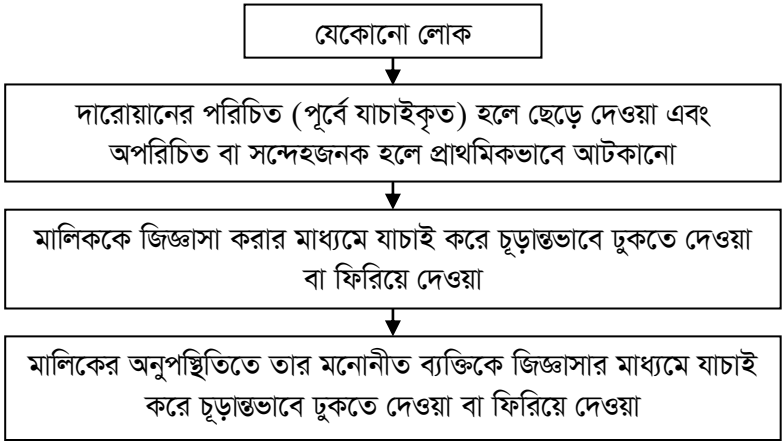 যেকোনো লোক
দারোয়ানের পরিচিত (পূর্বে যাচাইকৃত) হলে ছেড়ে দেওয়া এবং
অপরিচিত বা সন্দেহজনক হলে প্রাথমিকভাবে আটকানো
মালিককে জিজ্ঞাসা করার মাধ্যমে যাচাই করে চূড়ান্তভাবে ঢুকতে দেওয়া
বা ফিরিয়ে দেওয়া
মালিকের অনুপস্থিতিতে তার মনোনীত ব্যক্তিকে জিজ্ঞাসার মাধ্যমে যাচাই
করে চূড়ান্তভাবে ঢুকতে দেওয়া বা ফিরিয়ে দেওয়া